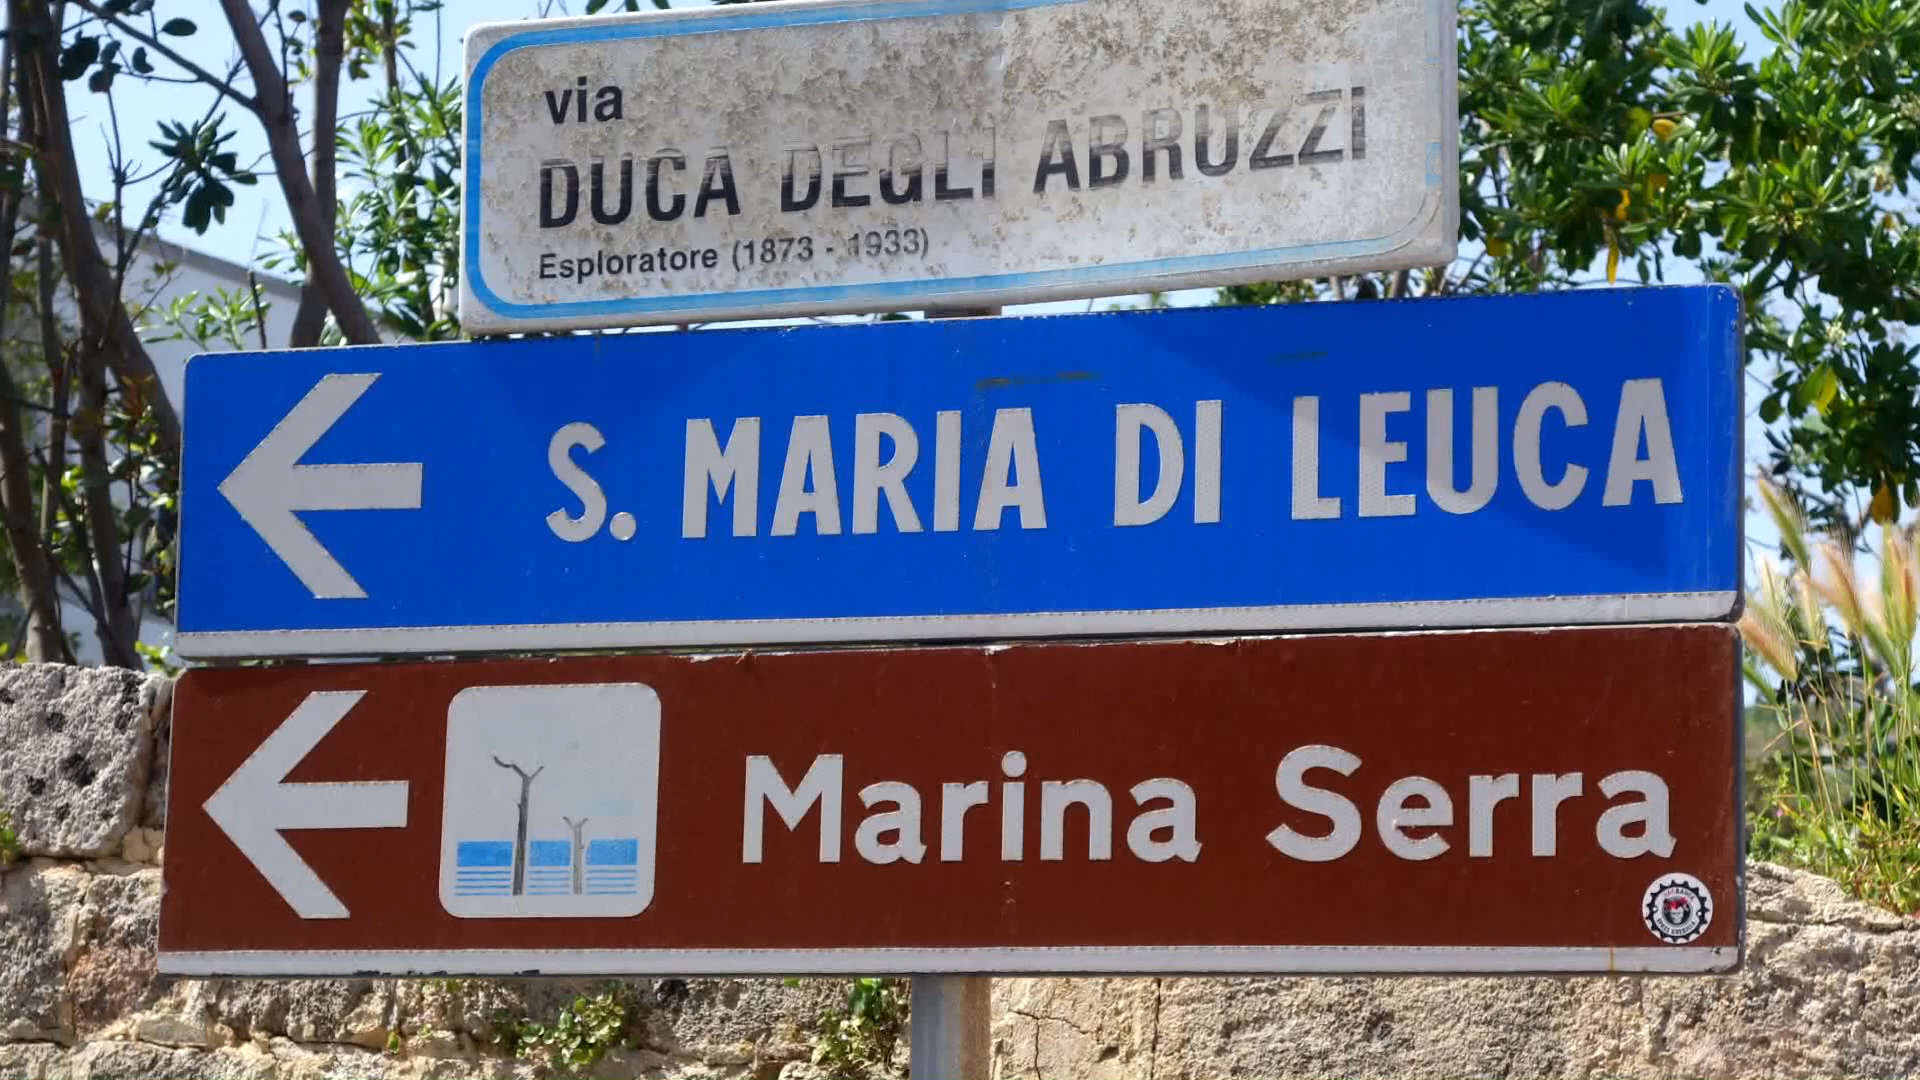 via
DUCA DEGLI ABRUZZI
Esploratore (1873 - 1933)
S. MARIA DI LEUCA
Marina Serra